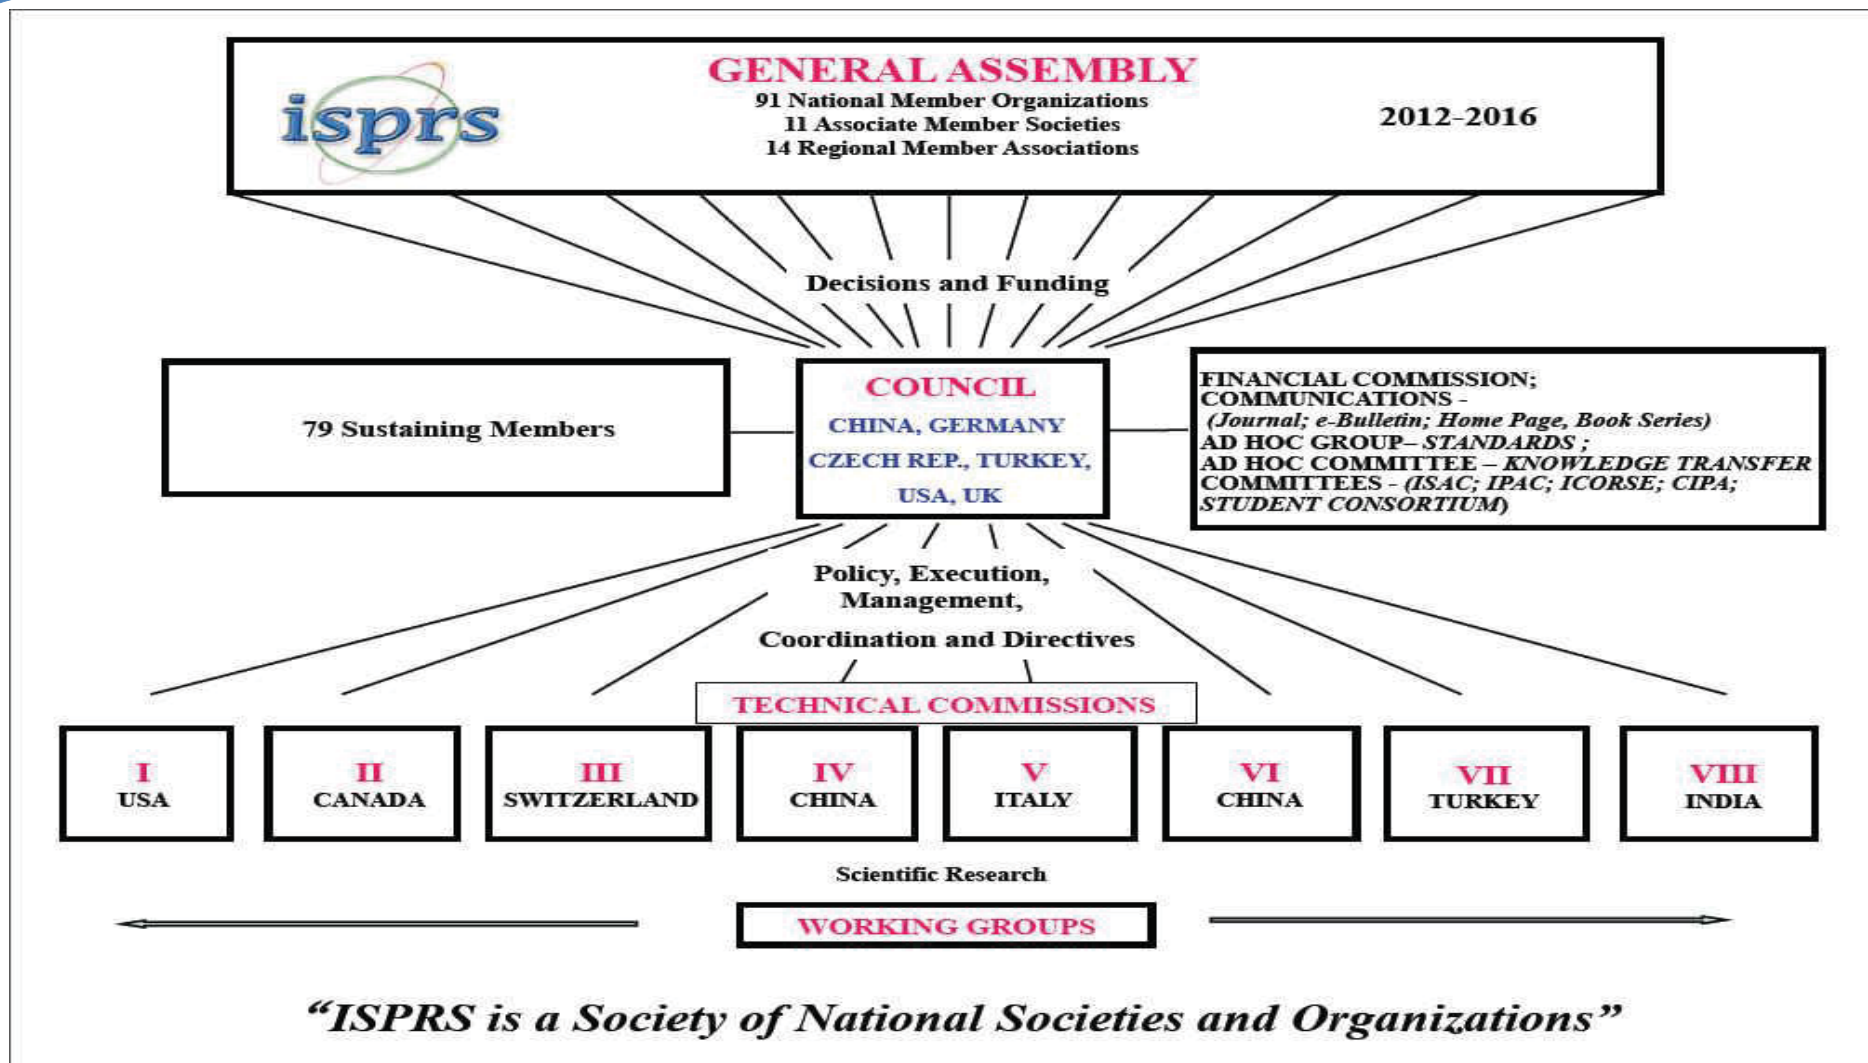 isprs
GENERAL ASSEMBLY
91 National Member Organizations
11 Associate Member Societies
14 Regional Member Associations
2012-2016
Decisions and Funding
79 Sustaining Members
COUNCIL
CHINA, GERMANY
CZECH REP., TURKEY,
USA, UK
FINANCIAL COMMISSION;
COMMUNICATIONS -
(Journal; e-Bulletin; Home Page, Book Series)
AD HOC GROUP– STANDARDS ;
AD HOC COMMITTEE – KNOWLEDGE TRANSFER
COMMITTEES - (ISAC; IPAC; ICORSE; CIPA;
STUDENT CONSORTIUM)
Policy, Execution,
Management,
Coordination and Directives
TECHNICAL COMMISSIONS
I
USA
II
CANADA
III
SWITZERLAND
IV
CHINA
V
ITALY
VI
CHINA
VII
TURKEY
VIII
INDIA
Scientific Research
WORKING GROUPS
“ISPRS is a Society of National Societies and Organizations”